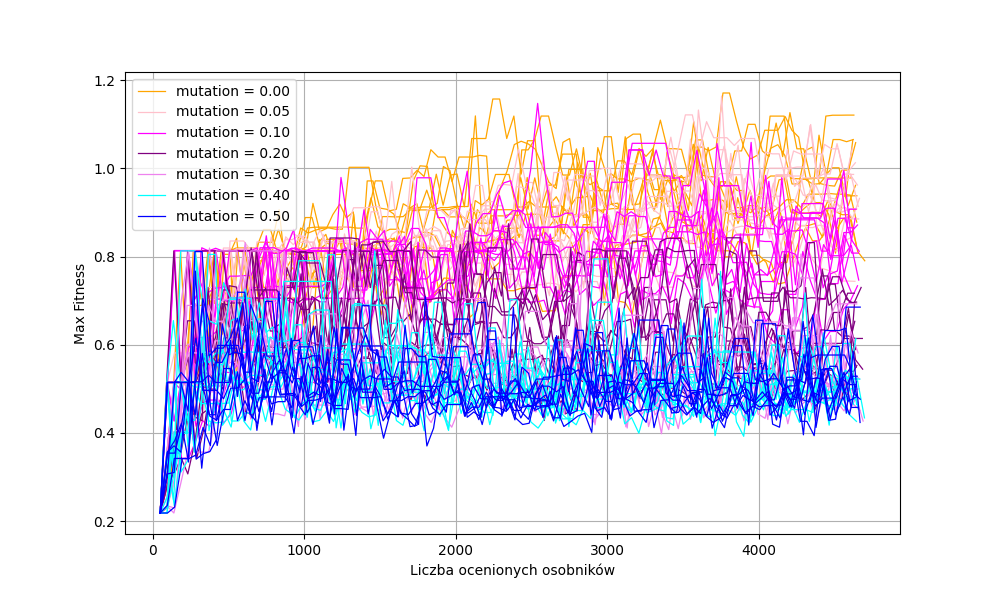 1.2
1.0
0.8
0.6
0.4
0.2
Max Fitness
mutation = 0.00
mutation = 0.05
mutation = 0.10
mutation = 0.20
mutation = 0.30
mutation = 0.40
mutation = 0.50
0 1000 2000 3000 4000
Liczba ocenionych osobników